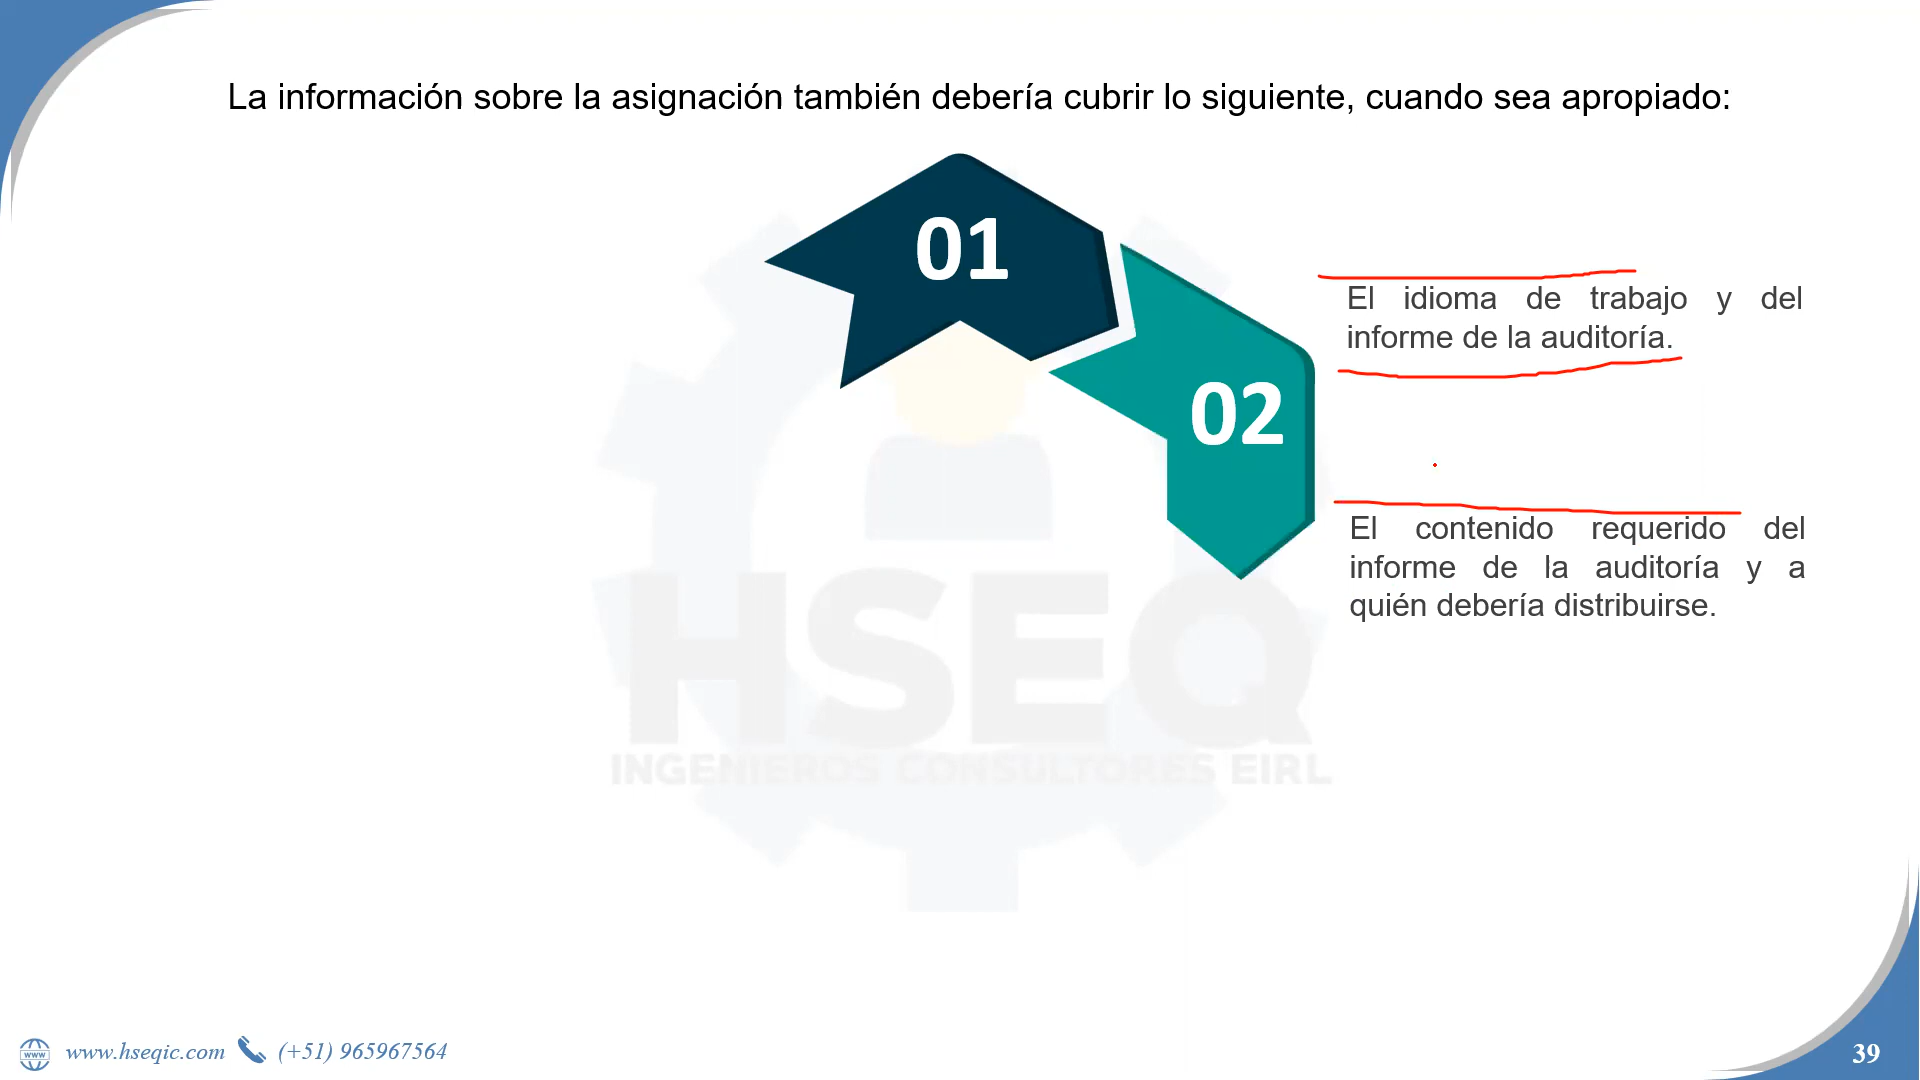 La información sobre la asignación también debería cubrir lo siguiente, cuando sea apropiado:
01
El idioma de trabajo y del
informe de la auditoría.
02
El contenido requerido del
informe de la auditoría y a
quién debería distribuirse.
HSEQ
INGENIEROS CONSULTORES EIRL
www
www.hseqic.com (+51) 965967564
39